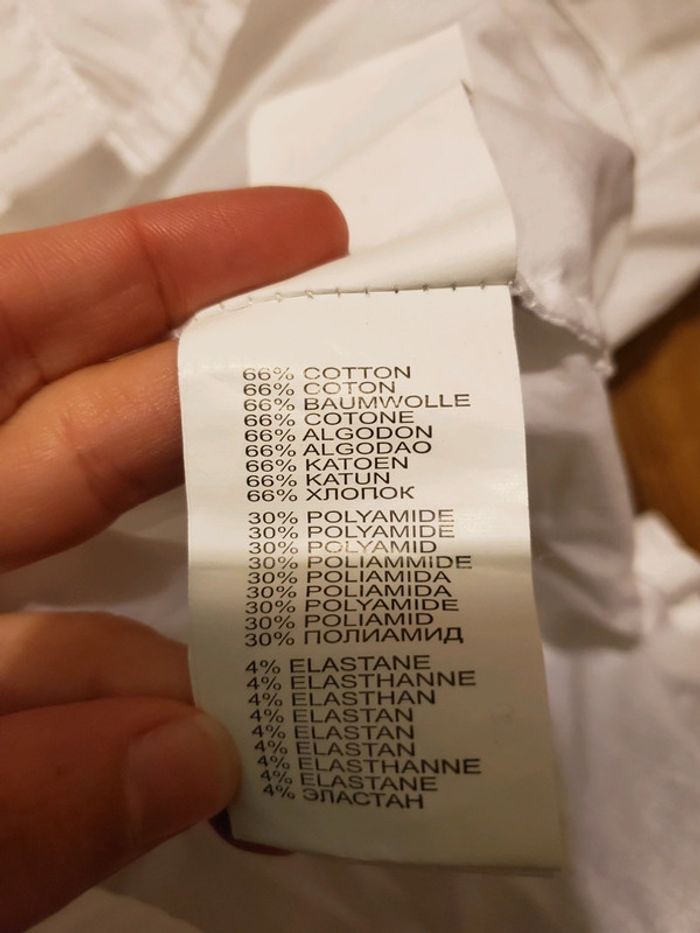 66% COTTON
66% COTON
66% BAUMWOLLE
66% COTONE
66% ALGODON
66% ALGODAO
66% KATOEN
66% KATUN
66% ХЛОПОК
30% POLYAMIDE
30% POLYAMIDE
30% POLYAMID
30% POLIAMMIDE
30% POLIAMIDA
30% POLIAMIDA
30% POLYAMIDE
30% POLIAMID
30% ПОЛИАМИД
4% ELASTANE
4% ELASTHANNE
4% ELASTHAN
4% ELASTAN
4% ELASTAN
4% ELASTAN
4% ELASTHANNE
4% ELASTANE
4% ЭЛАСТАН